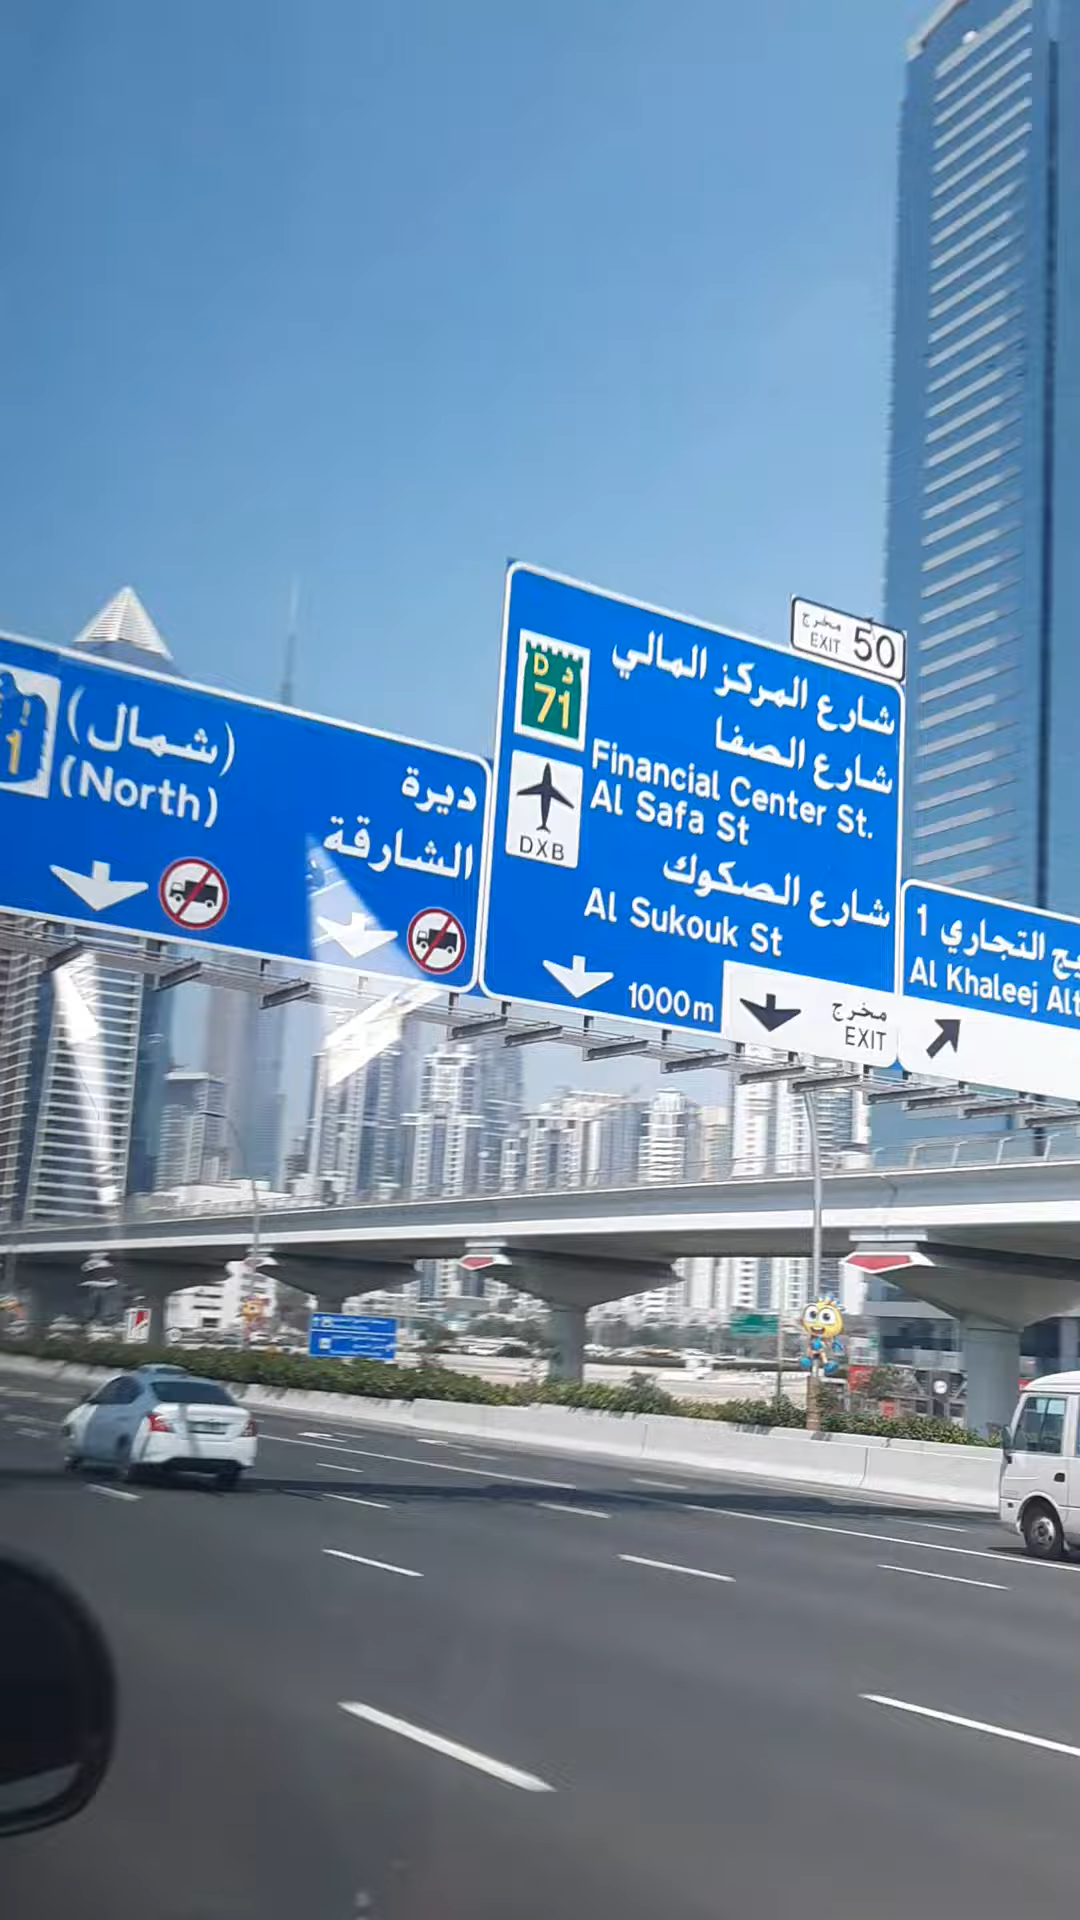 1
(شمال)
(North)
ديرة
الشارقة
مخرج
EXIT 50
D د
71
شارع المركز المالي
شارع الصفا
Financial Center St.
Al Safa St
DXB
شارع الصكوك
Al Sukouk St
1000m
مخرج
EXIT
التجاري 1
Al Khaleej